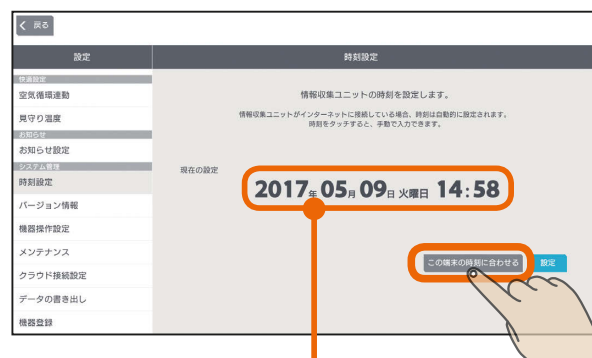 戻る
設定
時刻設定
快適設定
空気循環連動
見守り温度
お知らせ
お知らせ設定
システム管理
時刻設定
バージョン情報
機器操作設定
メンテナンス
クラウド接続設定
データの書き出し
機器登録
情報収集ユニットの時刻を設定します。
情報収集ユニットがインターネットに接続している場合、時刻は自動的に設定されます。
時刻をタッチすると、手動で入力できます。
現在の設定
2017年 05月 09日 火曜日 14:58
この端末の時刻に合わせる
設定